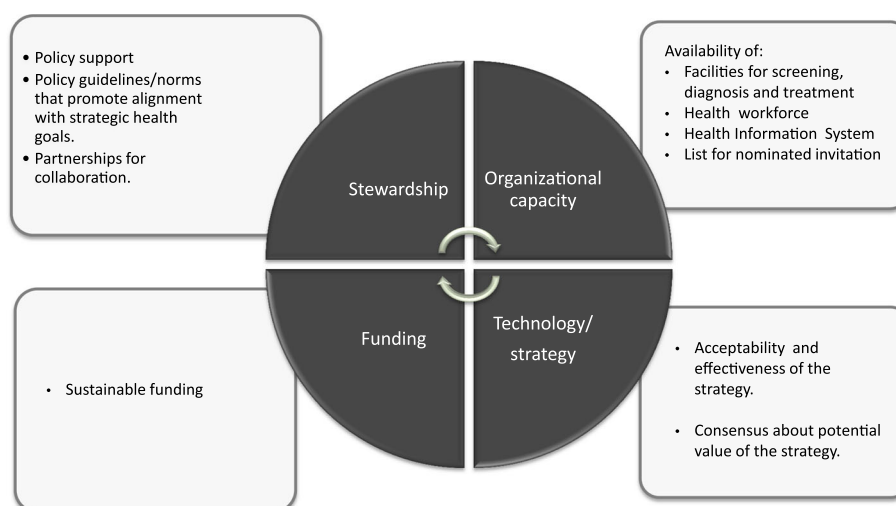 • Policy support
• Policy guidelines/norms
that promote alignment
with strategic health
goals.
• Partnerships for
collaboration.
Availability of:
• Facilities for screening,
diagnosis and treatment
• Health workforce
• Health Information System
• List for nominated invitation
Stewardship
Organizational
capacity
Funding
Technology/
strategy
• Sustainable funding
• Acceptability and
effectiveness of the
strategy.
• Consensus about potential
value of the strategy.